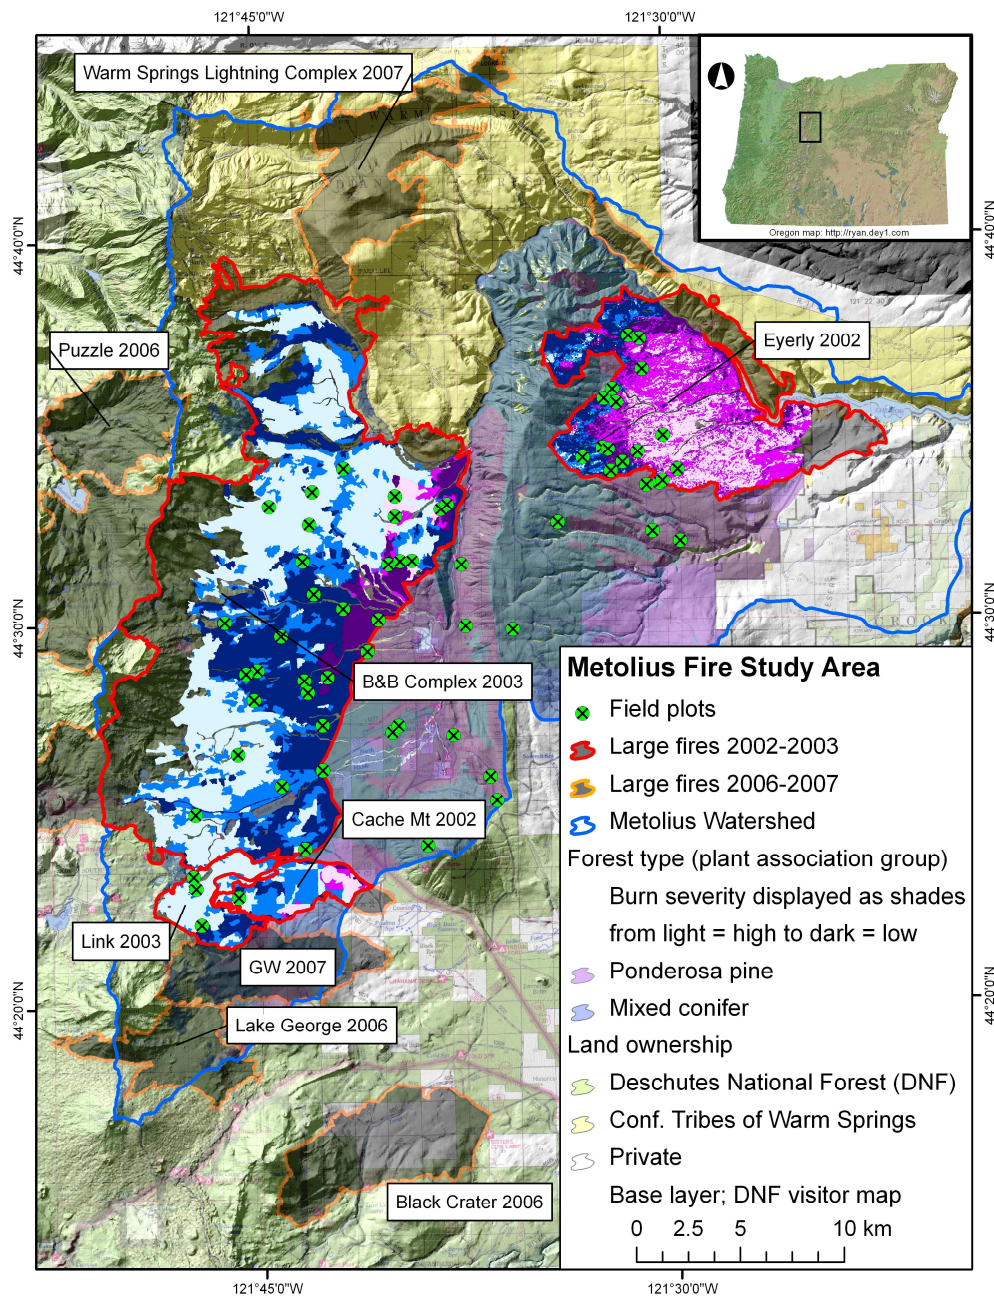 121°45'0"W
121°30'0"W
Warm Springs Lightning Complex 2007
WARM SPRINGS
RESERVATION
Oregon map: http://ryan.dey1.com
44°40'0"N
44°40'0"N
121° 22' 30"
Puzzle 2006
Eyerly 2002
44°30'0"N
44°30'0"N
B&B Complex 2003
Cache Mt 2002
Link 2003
GW 2007
Lake George 2006
Black Crater 2006
44°20'0"N
44°20'0"N
Metolius Fire Study Area
Field plots
Large fires 2002-2003
Large fires 2006-2007
Metolius Watershed
Forest type (plant association group)
Burn severity displayed as shades
from light = high to dark = low
Ponderosa pine
Mixed conifer
Land ownership
Deschutes National Forest (DNF)
Conf. Tribes of Warm Springs
Private
Base layer; DNF visitor map
0 2.5 5 10 km
121°45'0"W
121°30'0"W